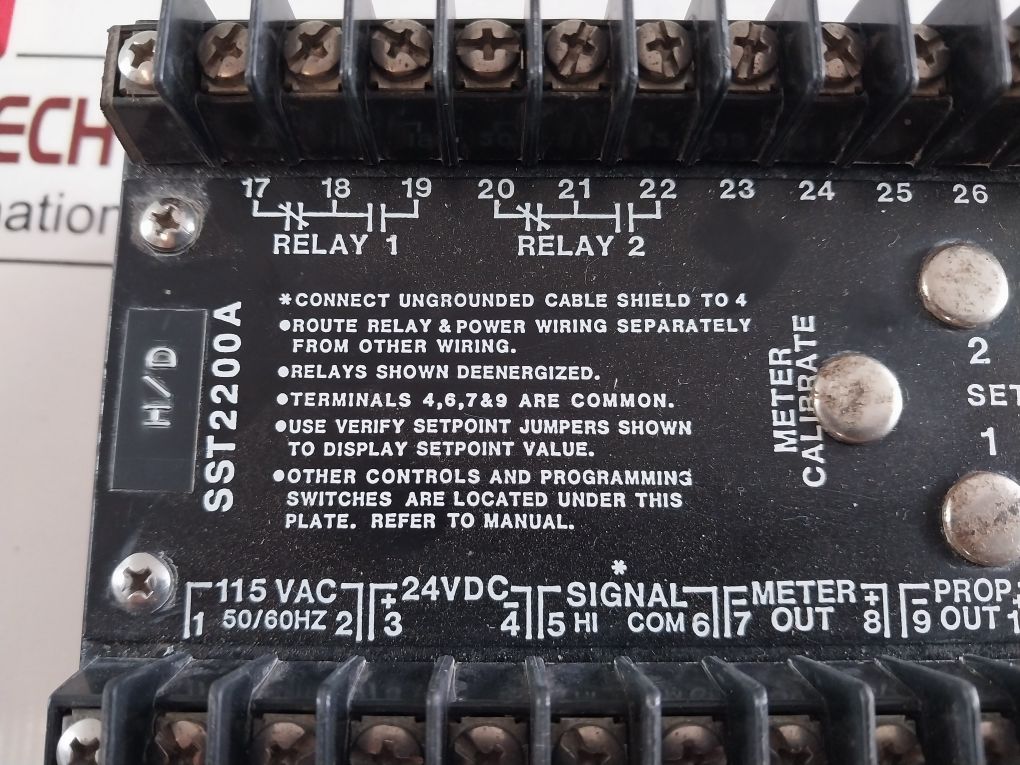 ECH
nation
17 18 19 20 21 22 23 24 25 26
RELAY 1 RELAY 2
*CONNECT UNGROUNDED CABLE SHIELD TO 4
●ROUTE RELAY & POWER WIRING SEPARATELY
FROM OTHER WIRING.
●RELAYS SHOWN DEENERGIZED.
●TERMINALS 4,6,7&9 ARE COMMON.
●USE VERIFY SETPOINT JUMPERS SHOWN
TO DISPLAY SETPOINT VALUE.
●OTHER CONTROLS AND PROGRAMMING
SWITCHES ARE LOCATED UNDER THIS
PLATE. REFER TO MANUAL.
H/D
SST2200A
METER
CALIBRATE
2
SET
1
115 VAC + 24VDC - SIGNAL * - METER + - PROP +
1 50/60HZ 2 3 4 5 HI COM 6 7 OUT 8 9 OUT 1